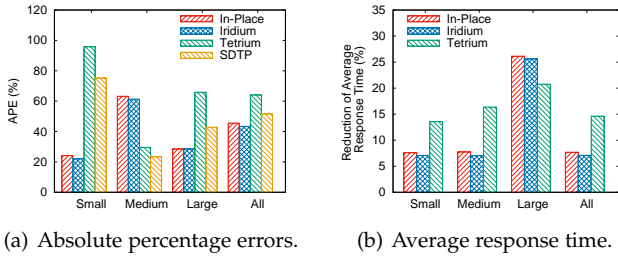 120
100
80
60
40
20
0
APE (%)
In-Place
Iridium
Tetrium
SDTP
Small Medium Large All
(a) Absolute percentage errors.
35
30
25
20
15
10
5
0
Reduction of Average
Response Time (%)
In-Place
Iridium
Tetrium
Small Medium Large All
(b) Average response time.